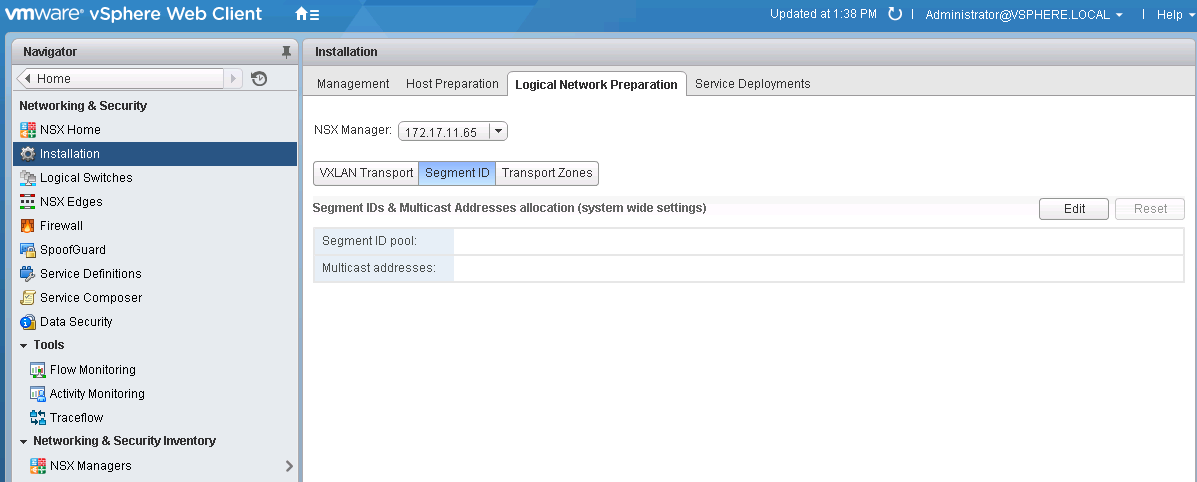 vmware® vSphere Web Client
Updated at 1:38 PM
Administrator@VSPHERE.LOCAL
Help
Navigator
Home
Networking & Security
NSX Home
Installation
Logical Switches
NSX Edges
Firewall
SpoofGuard
Service Definitions
Service Composer
Data Security
Tools
Flow Monitoring
Activity Monitoring
Traceflow
Networking & Security Inventory
NSX Managers
Installation
Management Host Preparation Logical Network Preparation Service Deployments
NSX Manager: 172.17.11.65
VXLAN Transport Segment ID Transport Zones
Segment IDs & Multicast Addresses allocation (system wide settings) Edit Reset
Segment ID pool:
Multicast addresses: